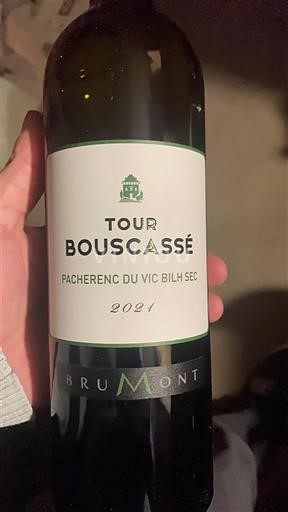 TOUR
BOUSCASSÉ
PACHERENC DU VIC BILH SEC
2021
BRUMONT